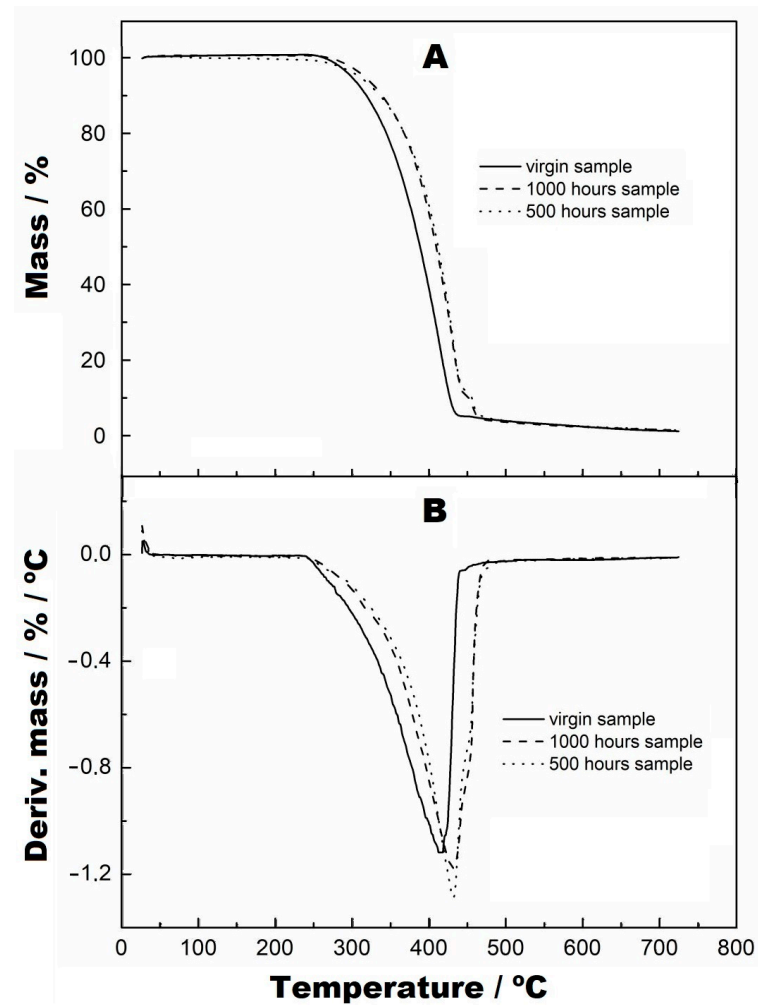 A
100
80
60
40
20
0
Mass / %
virgin sample
1000 hours sample
500 hours sample
B
0.0
−0.4
−0.8
−1.2
Deriv. mass / % / ºC
virgin sample
1000 hours sample
500 hours sample
0 100 200 300 400 500 600 700 800
Temperature / ºC